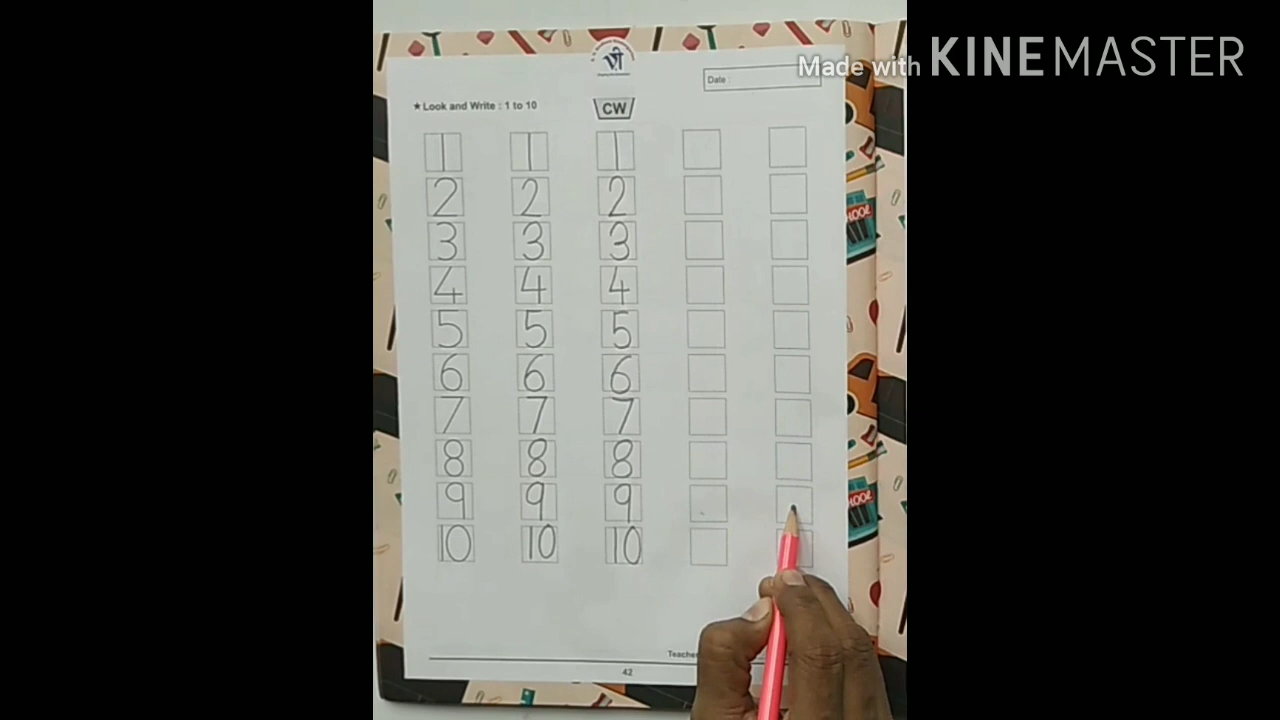 Made with KINEMASTER
श्री
Date :
★Look and Write : 1 to 10
CW
1 1 1
2 2 2
3 3 3
4 4 4
5 5 5
6 6 6
7 7 7
8 8 8
9 9 9
10 10 10
42